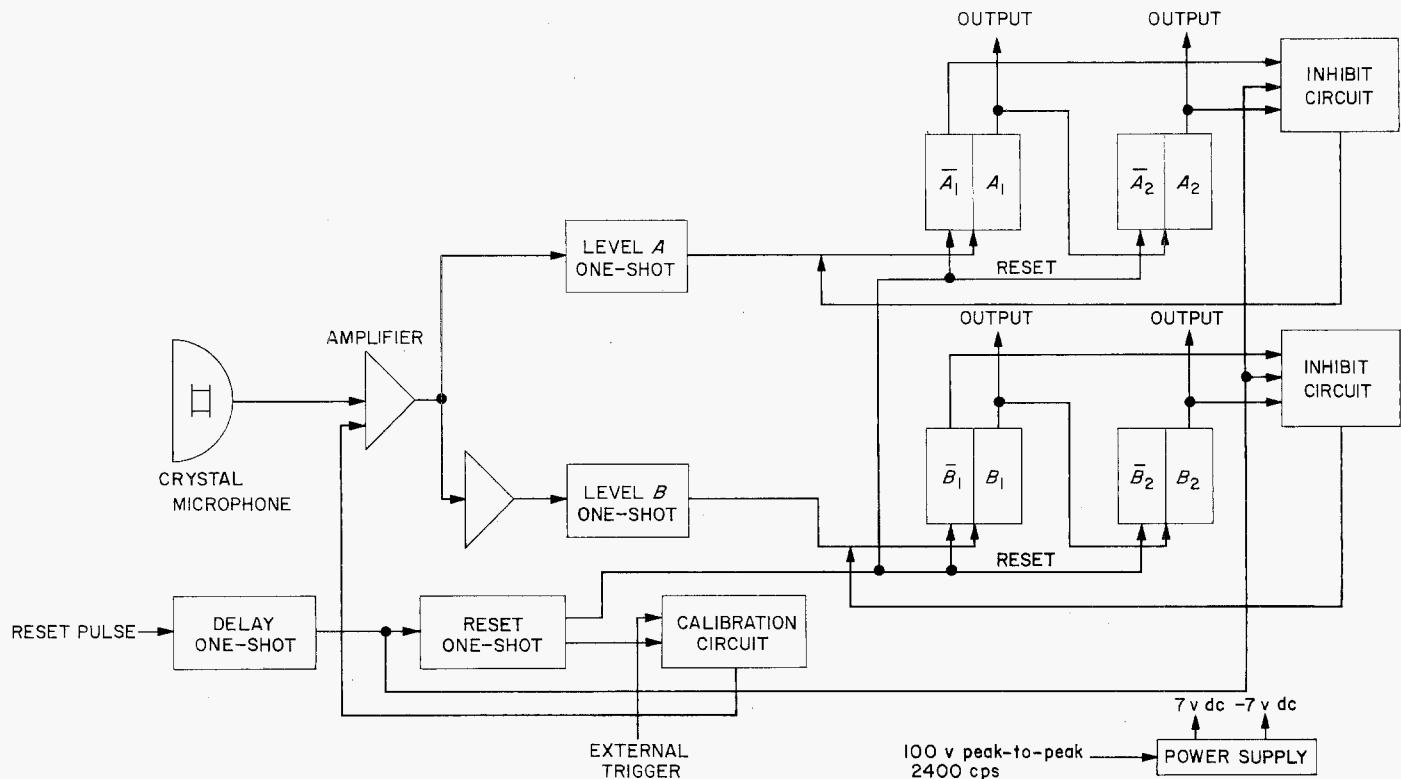 OUTPUT
OUTPUT
INHIBIT
CIRCUIT
A̅1
A1
A̅2
A2
LEVEL A
ONE-SHOT
RESET
AMPLIFIER
OUTPUT
OUTPUT
INHIBIT
CIRCUIT
CRYSTAL
MICROPHONE
B̅1
B1
B̅2
B2
LEVEL B
ONE-SHOT
RESET
RESET PULSE
DELAY
ONE-SHOT
RESET
ONE-SHOT
CALIBRATION
CIRCUIT
EXTERNAL
TRIGGER
7 v dc
-7 v dc
100 v peak-to-peak
2400 cps
POWER SUPPLY